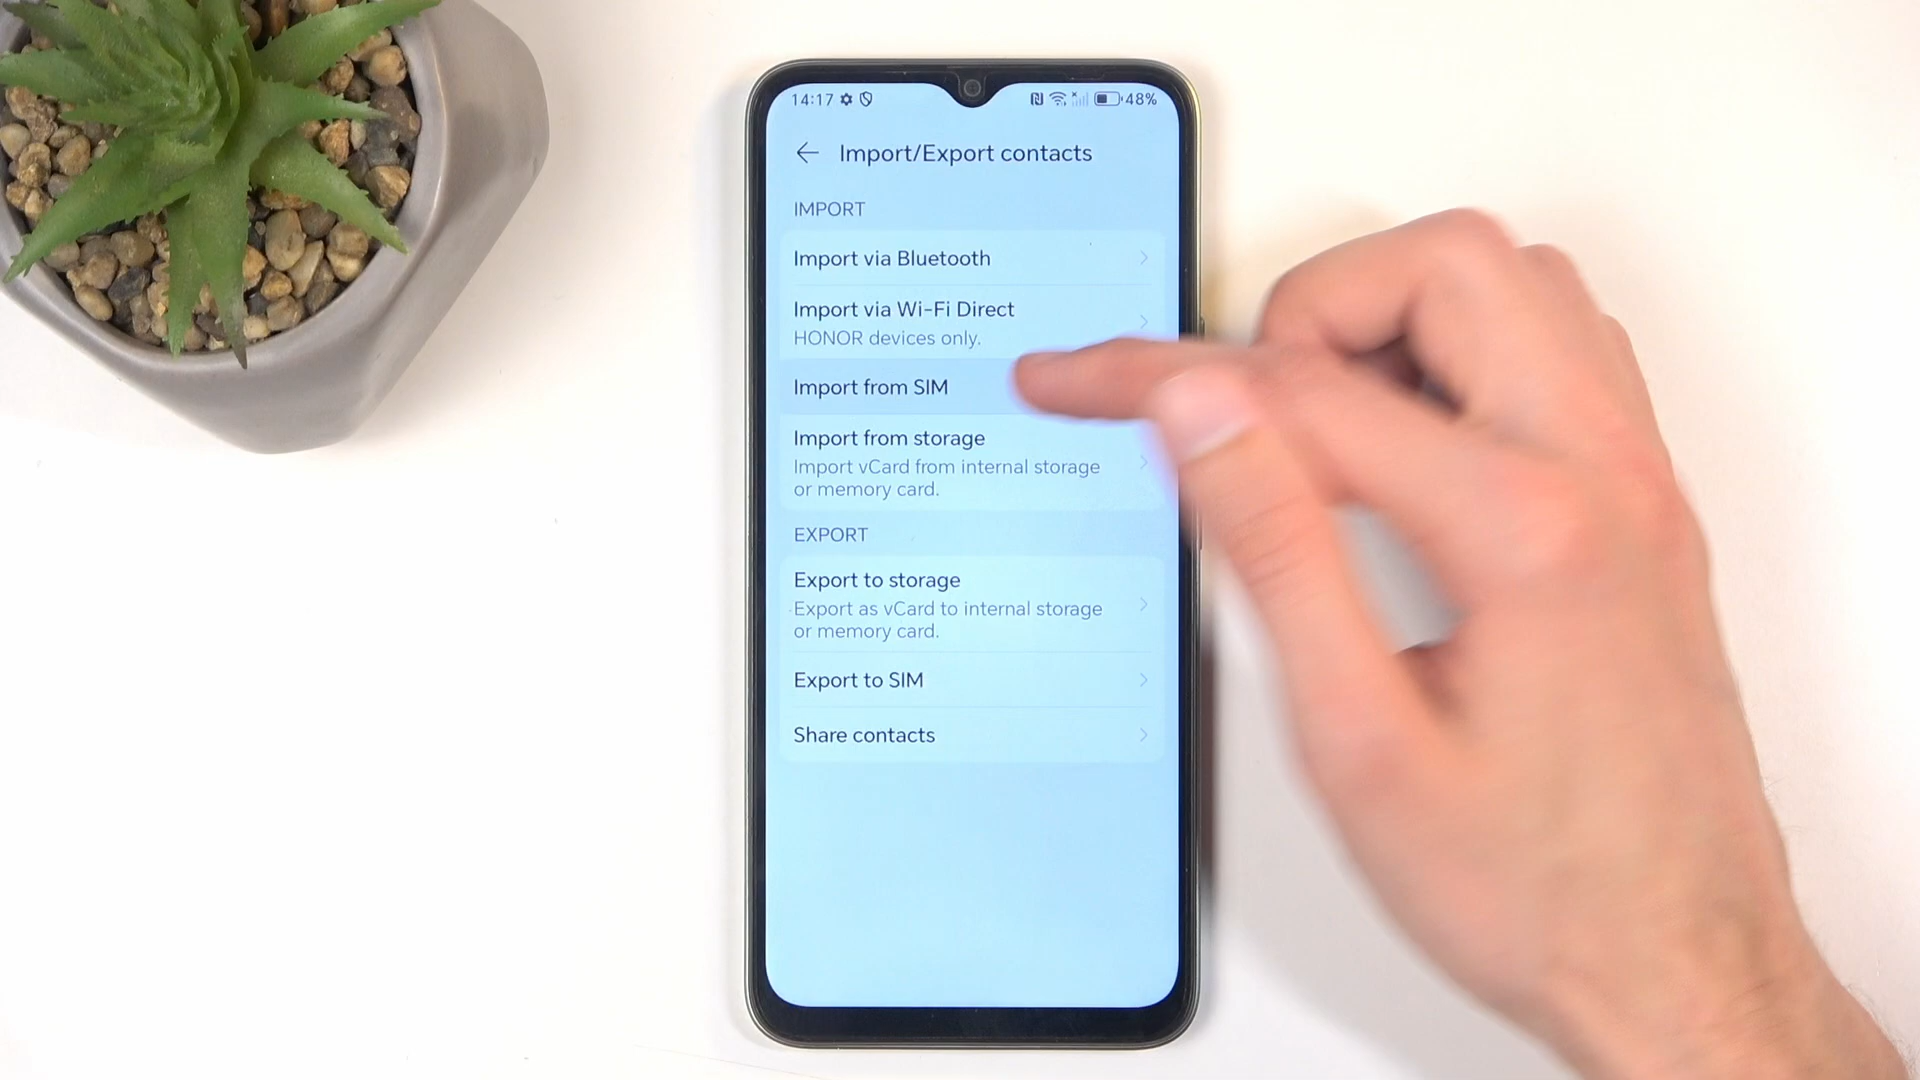 14:17 48%
Import/Export contacts
IMPORT
Import via Bluetooth
Import via Wi-Fi Direct
HONOR devices only.
Import from SIM
Import from storage
Import vCard from internal storage
or memory card.
EXPORT
Export to storage
Export as vCard to internal storage
or memory card.
Export to SIM
Share contacts